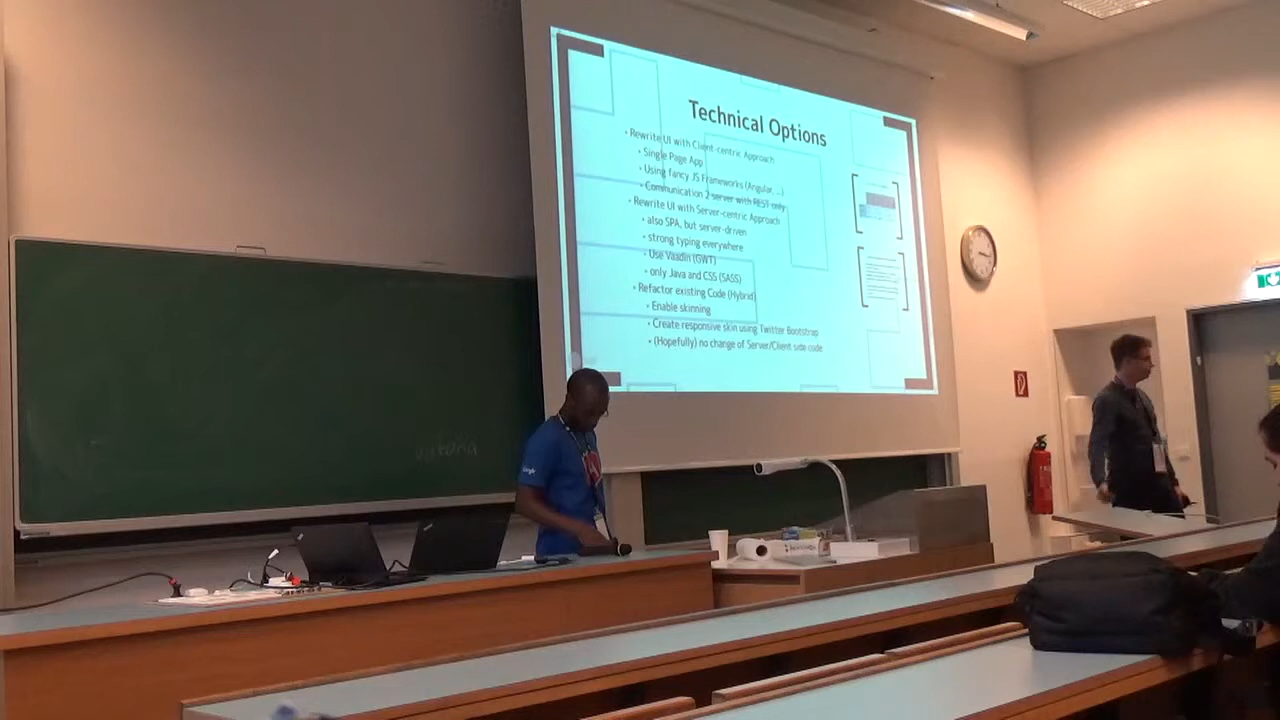 Technical Options
Rewrite UI with Client-centric Approach
Single Page App
Using fancy JS Frameworks (Angular, ...)
Communication 2 server with REST only
Rewrite UI with Server-centric Approach
also SPA, but server-driven
strong typing everywhere
Use Vaadin (GWT)
only Java and CSS (SASS)
Refactor existing Code (Hybrid)
Enable skinning
Create responsive skin using Twitter Bootstrap
(Hopefully) no change of Server/Client side code
Google